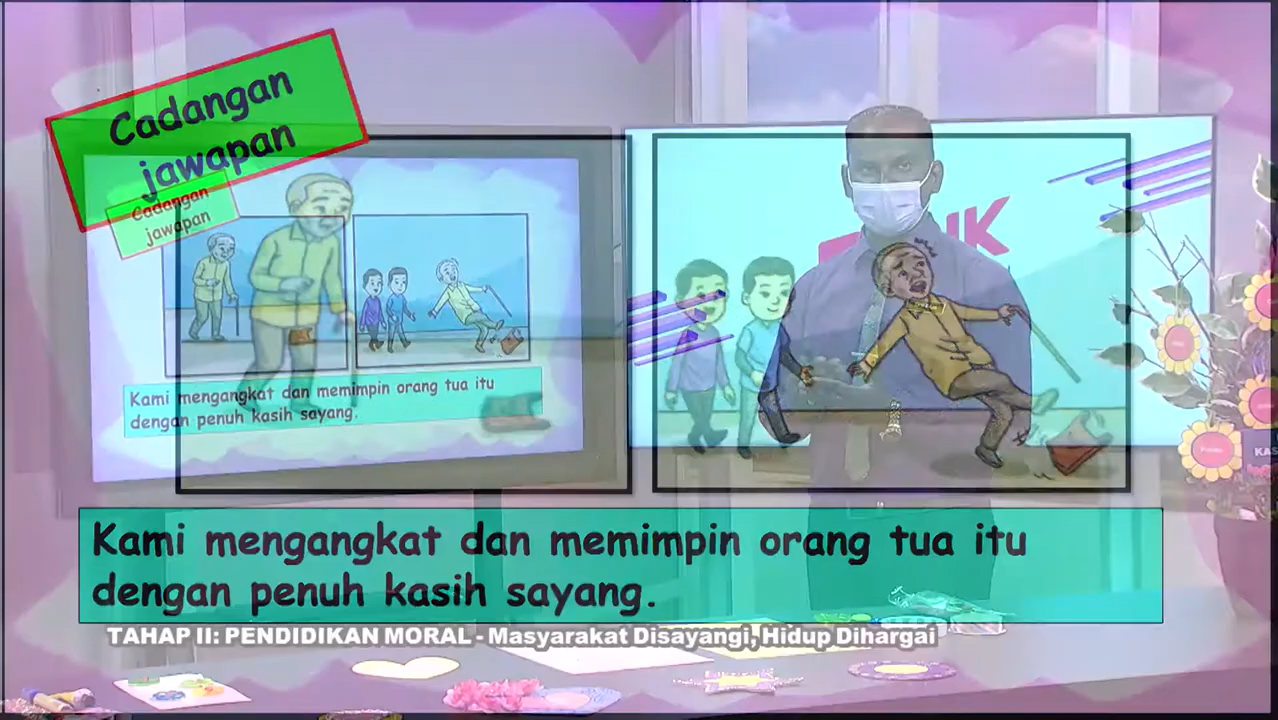 Cadangan
jawapan
Cadangan
jawapan
Kami mengangkat dan memimpin orang tua itu
dengan penuh kasih sayang.
Kami mengangkat dan memimpin orang tua itu
dengan penuh kasih sayang.
TAHAP II: PENDIDIKAN MORAL - Masyarakat Disayangi, Hidup Dihargai